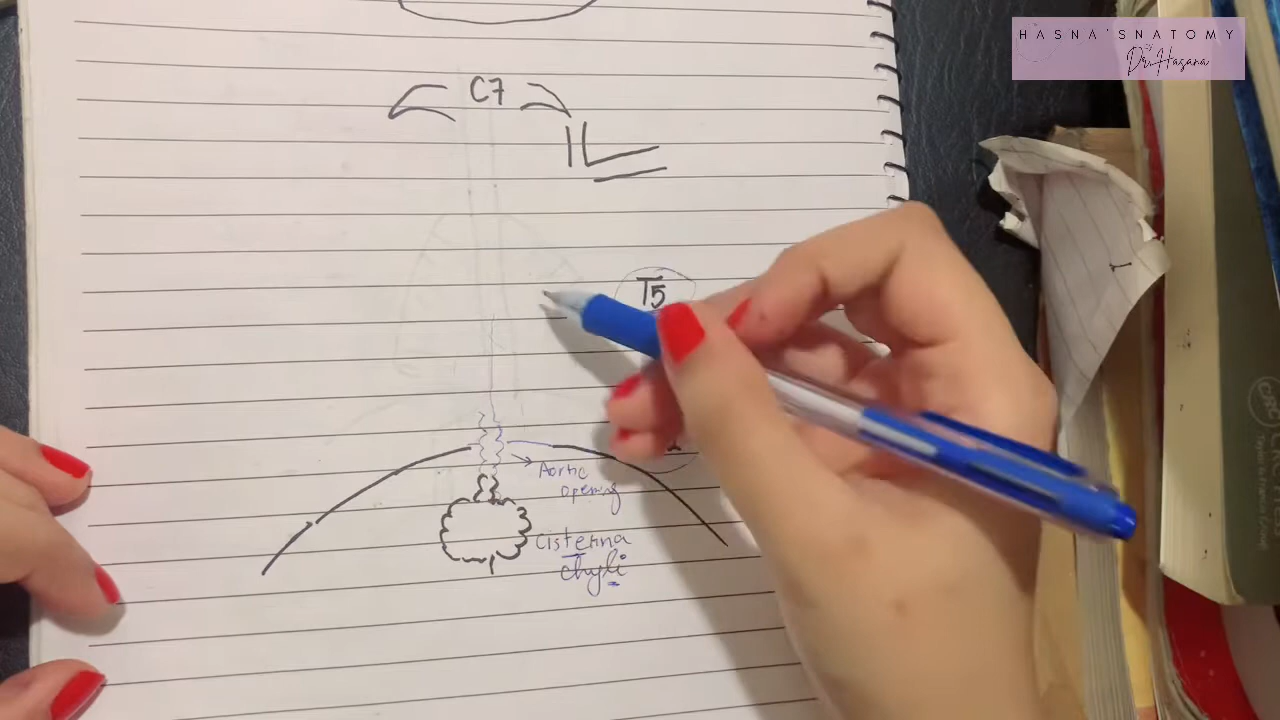 HASNA'SNATOMY
Dr. Hasana
C7
T5
Aortic
opening
Cisterna
chyli